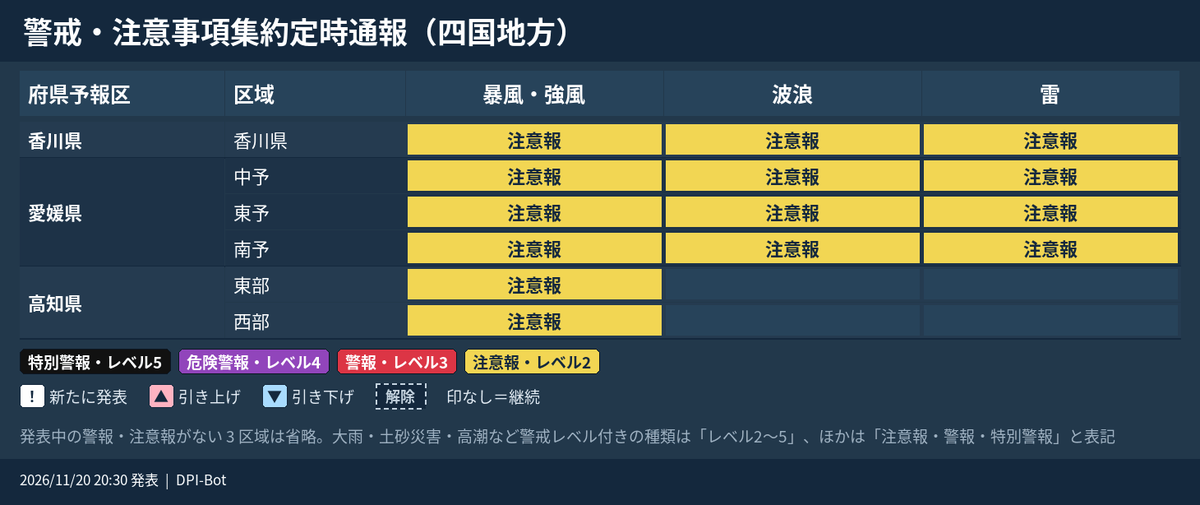 警戒・注意事項集約定時通報（四国地方）
府県予報区 区域 暴風・強風 波浪 雷
香川県 香川県 注意報 注意報 注意報
愛媛県 中予 注意報 注意報 注意報
東予 注意報 注意報 注意報
南予 注意報 注意報 注意報
高知県 東部 注意報
西部 注意報
特別警報・レベル5 危険警報・レベル4 警報・レベル3 注意報・レベル2
! 新たに発表 ▲ 引き上げ ▼ 引き下げ 解除 印なし＝継続
発表中の警報・注意報がない 3 区域は省略。大雨・土砂災害・高潮など警戒レベル付きの種類は「レベル2〜5」、ほかは「注意報・警報・特別警報」と表記
2026/11/20 20:30 発表 | DPI-Bot